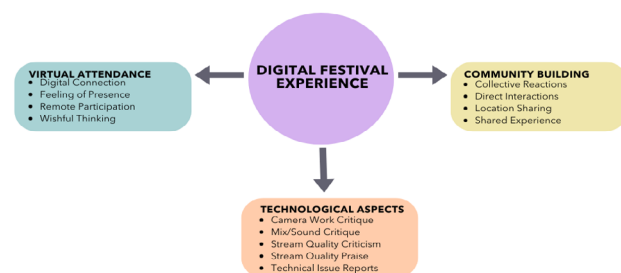 DIGITAL FESTIVAL
EXPERIENCE
VIRTUAL ATTENDANCE
• Digital Connection
• Feeling of Presence
• Remote Participation
• Wishful Thinking
COMMUNITY BUILDING
• Collective Reactions
• Direct Interactions
• Location Sharing
• Shared Experience
TECHNOLOGICAL ASPECTS
• Camera Work Critique
• Mix/Sound Critique
• Stream Quality Criticism
• Stream Quality Praise
• Technical Issue Reports